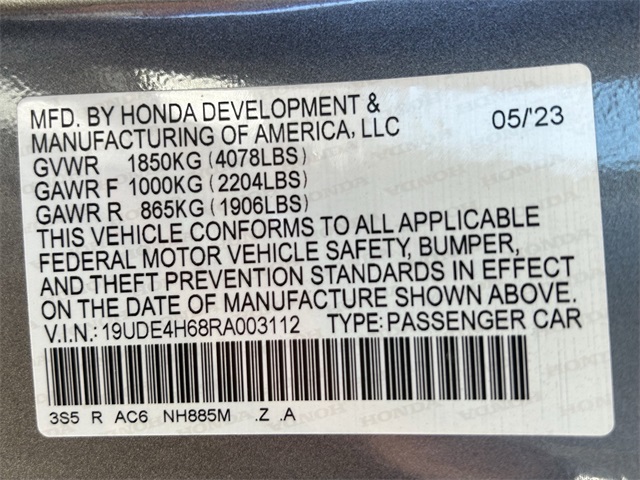 MFD. BY HONDA DEVELOPMENT &
MANUFACTURING OF AMERICA, LLC 05/'23
GVWR 1850KG (4078LBS)
GAWR F 1000KG (2204LBS)
GAWR R 865KG (1906LBS)
THIS VEHICLE CONFORMS TO ALL APPLICABLE
FEDERAL MOTOR VEHICLE SAFETY, BUMPER,
AND THEFT PREVENTION STANDARDS IN EFFECT
ON THE DATE OF MANUFACTURE SHOWN ABOVE.
V.I.N.: 19UDE4H68RA003112 TYPE: PASSENGER CAR
3S5 R AC6 NH885M .Z .A